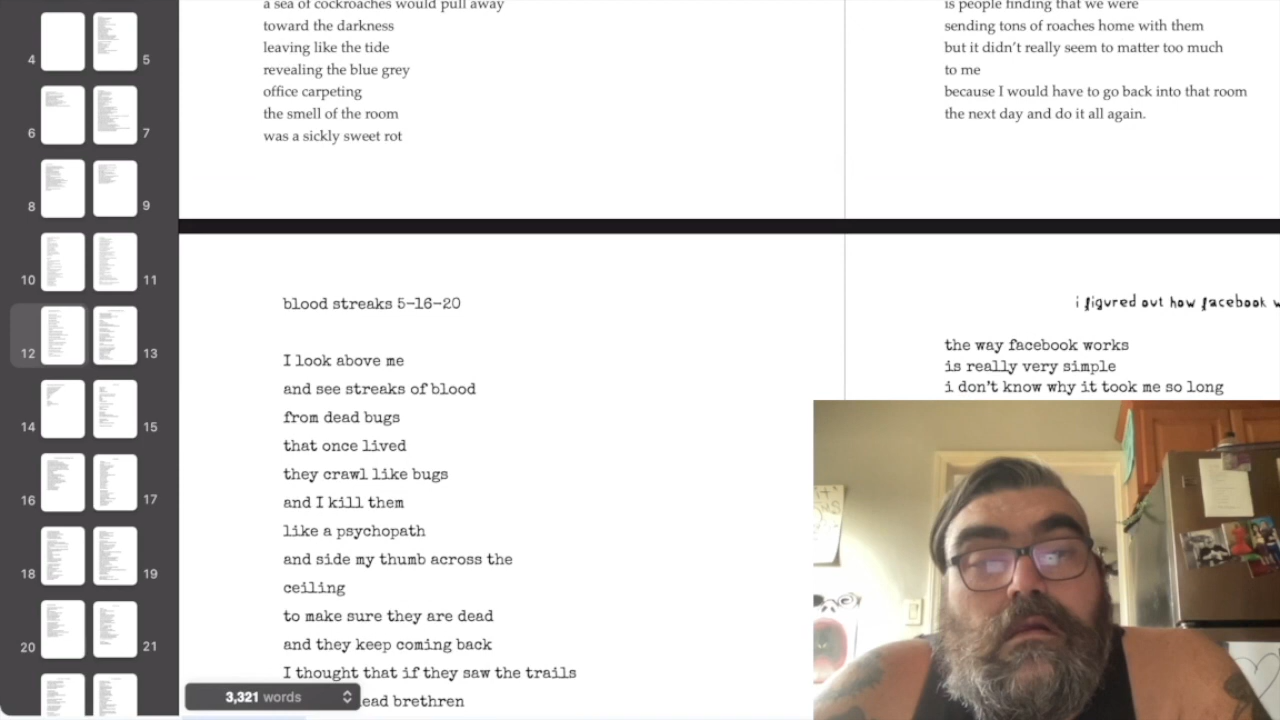 4
5
6
7
8
9
10
11
12
13
14
15
16
17
18
19
20
21
a sea of cockroaches would pull away
toward the darkness
leaving like the tide
revealing the blue grey
office carpeting
the smell of the room
was a sickly sweet rot
is people finding that we were
sending tons of roaches home with them
but it didn't really seem to matter too much
to me
because I would have to go back into that room
the next day and do it all again.
blood streaks 5-16-20
I look above me
and see streaks of blood
from dead bugs
that once lived
they crawl like bugs
and I kill them
like a psychopath
and side my thumb across the
ceiling
to make sure they are dead
and they keep coming back
I thought that if they saw the trails
ead brethren
i figured out how facebook w
the way facebook works
is really very simple
i don't know why it took me so long
3,321 words